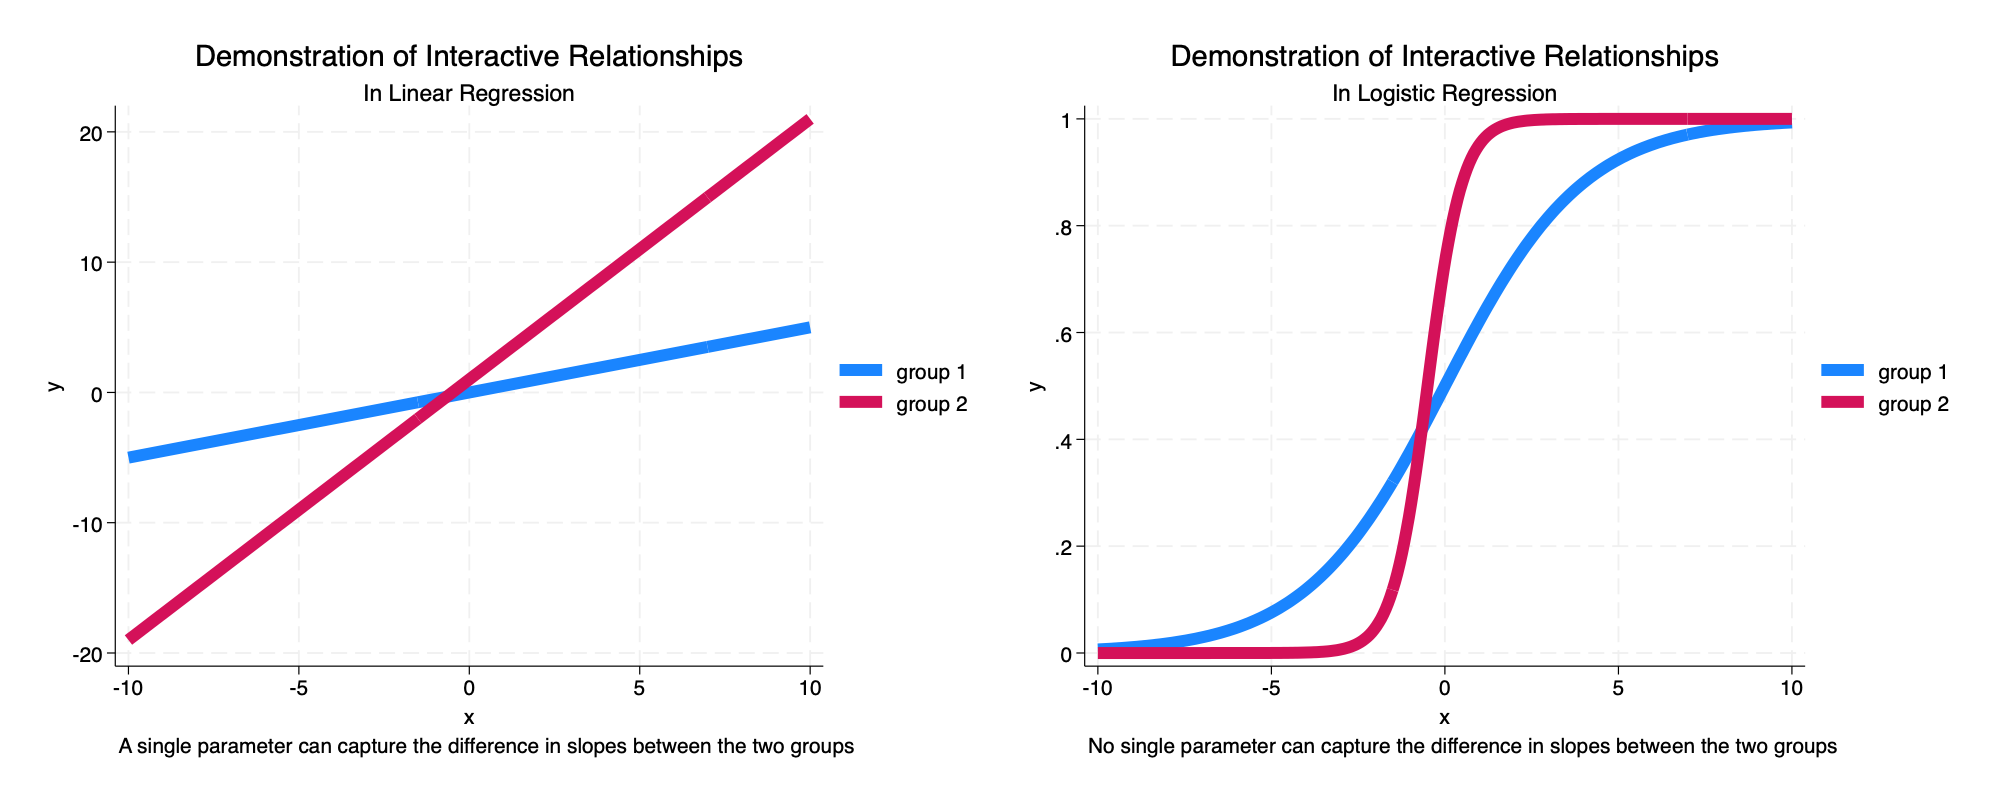 Demonstration of Interactive Relationships
In Linear Regression
20
10
0
-10
-20
y
-10
-5
0
5
10
x
group 1
group 2
A single parameter can capture the difference in slopes between the two groups
Demonstration of Interactive Relationships
In Logistic Regression
1
.8
.6
.4
.2
0
y
-10
-5
0
5
10
x
group 1
group 2
No single parameter can capture the difference in slopes between the two groups